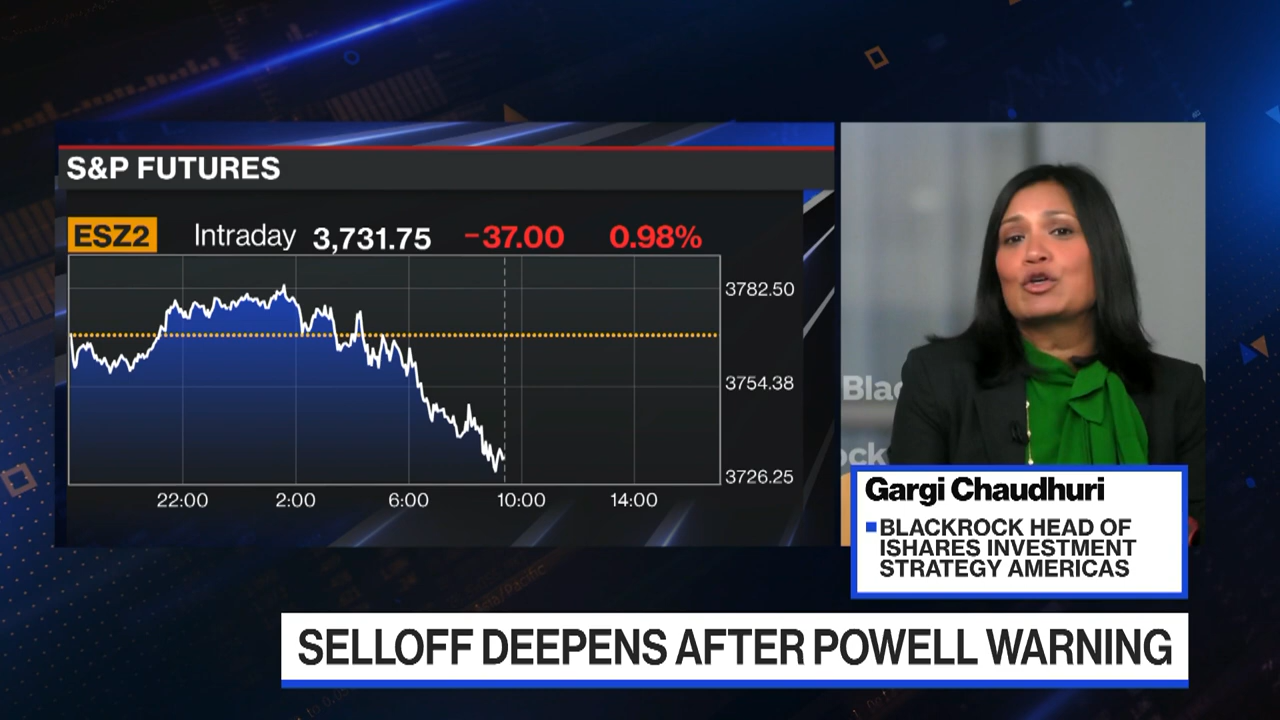 S&P FUTURES
ESZ2 Intraday 3,731.75 -37.00 0.98%
3782.50
3754.38
3726.25
22:00 2:00 6:00 10:00 14:00
Blac
ock
Gargi Chaudhuri
BLACKROCK HEAD OF
ISHARES INVESTMENT
STRATEGY AMERICAS
SELLOFF DEEPENS AFTER POWELL WARNING